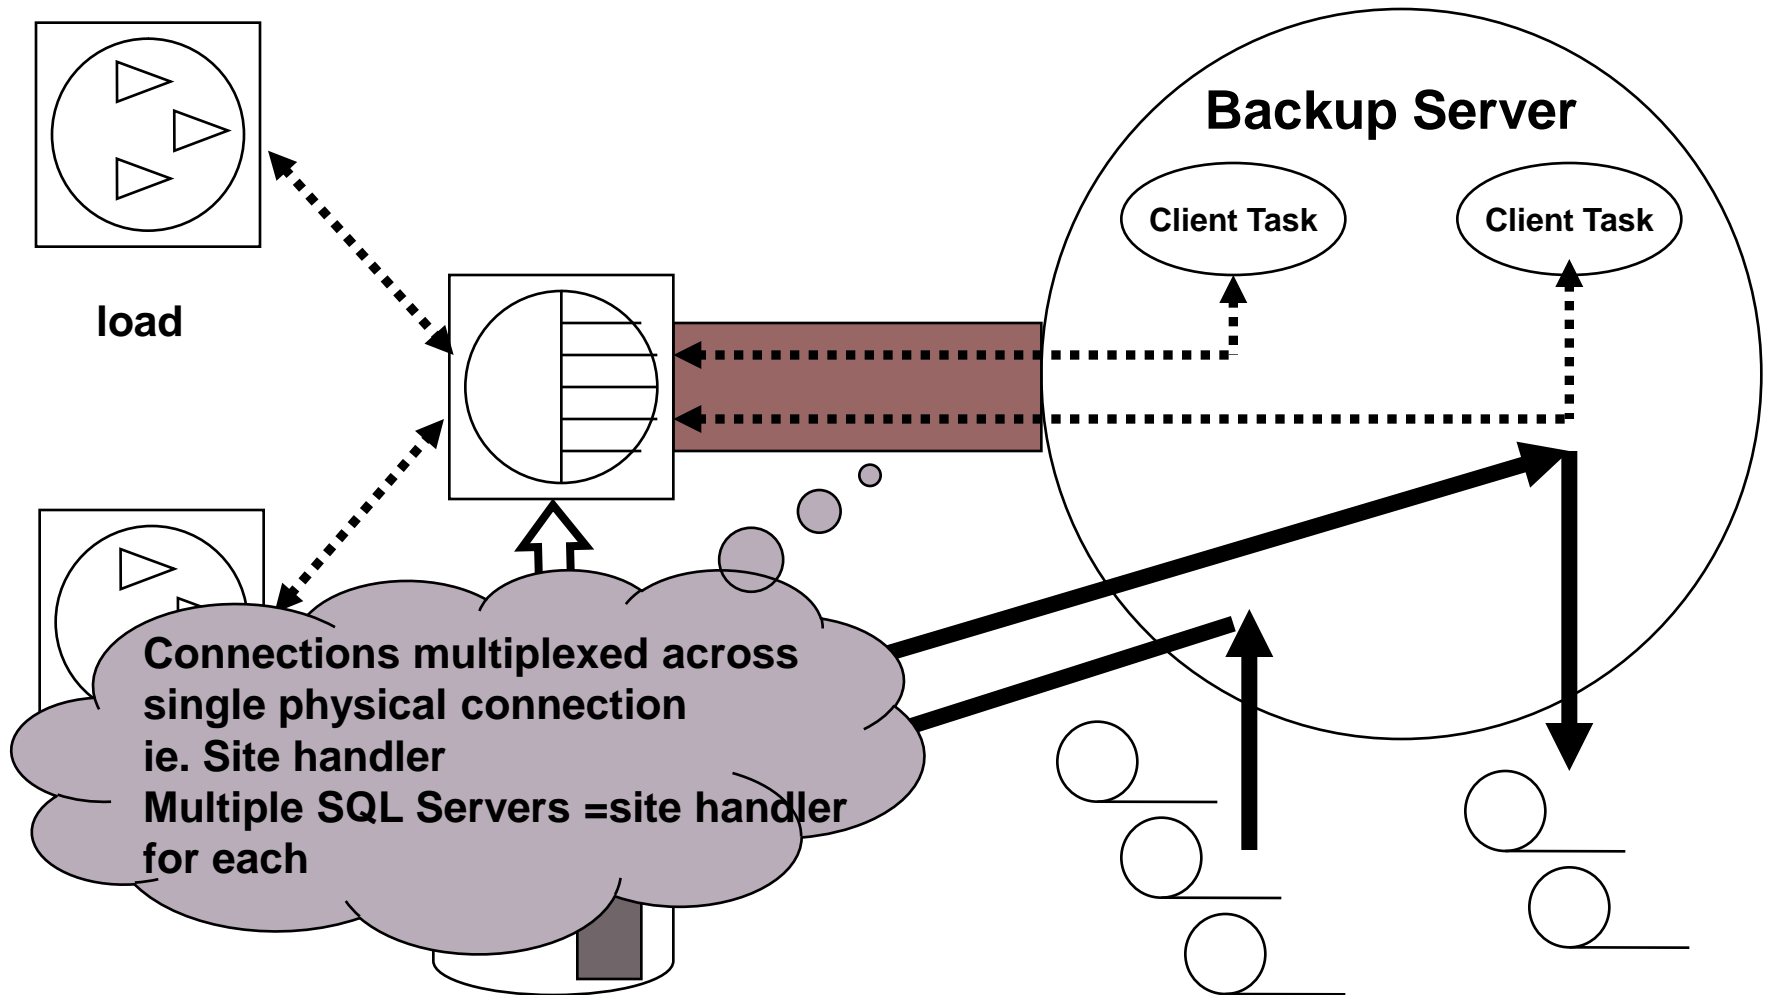 Backup Server
Client Task
Client Task
load
Connections multiplexed across
single physical connection
ie. Site handler
Multiple SQL Servers =site handler
for each